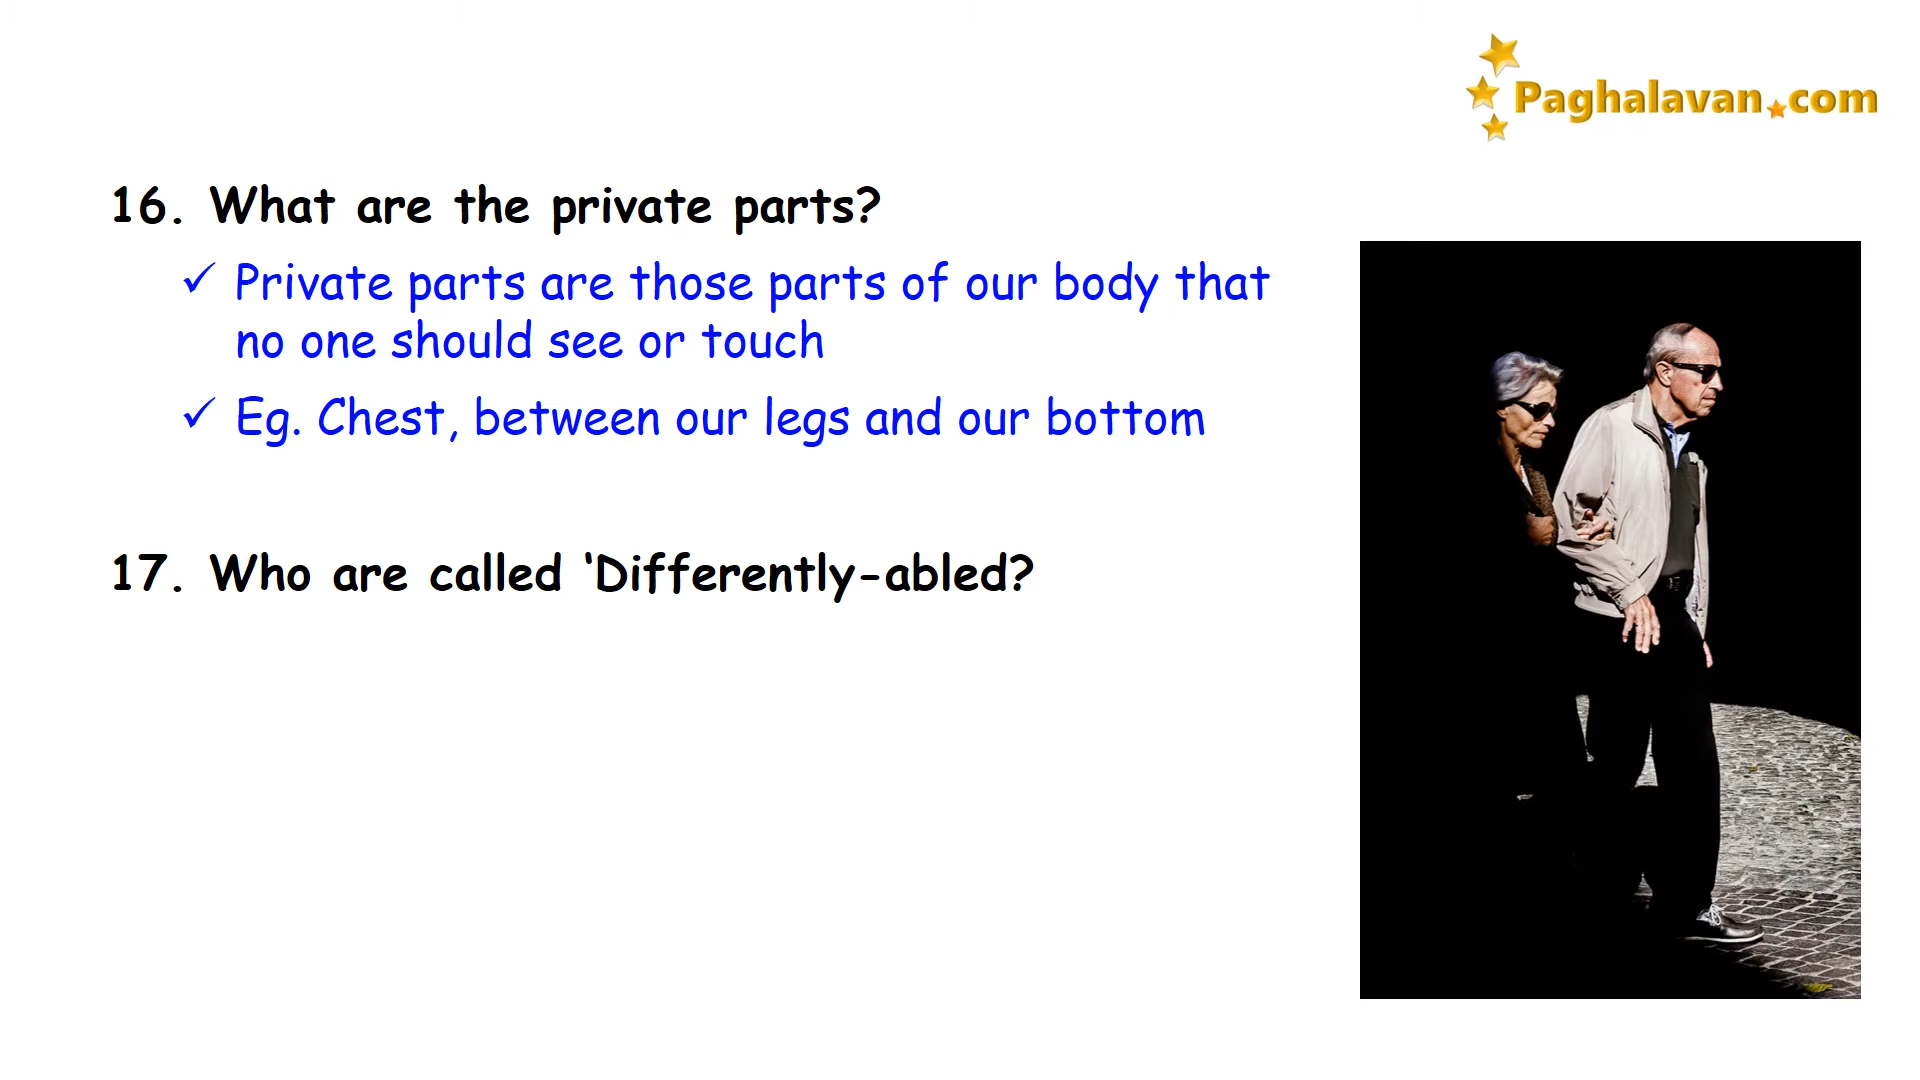 Paghalavan.com
16. What are the private parts?
✓ Private parts are those parts of our body that
no one should see or touch
✓ Eg. Chest, between our legs and our bottom
17. Who are called ‘Differently-abled?